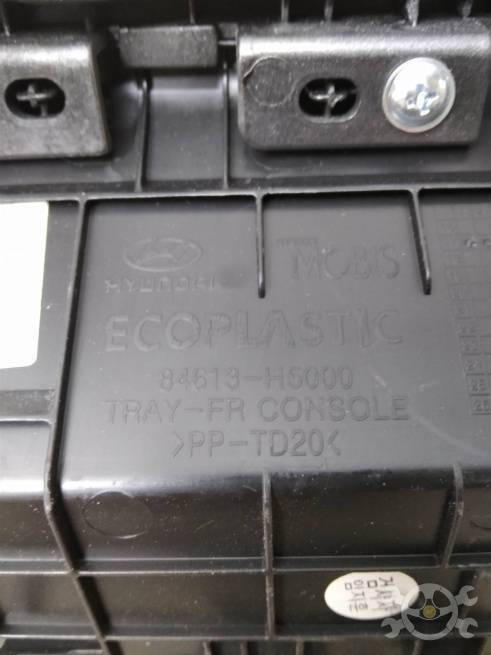 HYUNDAI
MOBIS
ECOPLASTIC
84613-H5000
TRAY-FR CONSOLE
>PP-TD20<